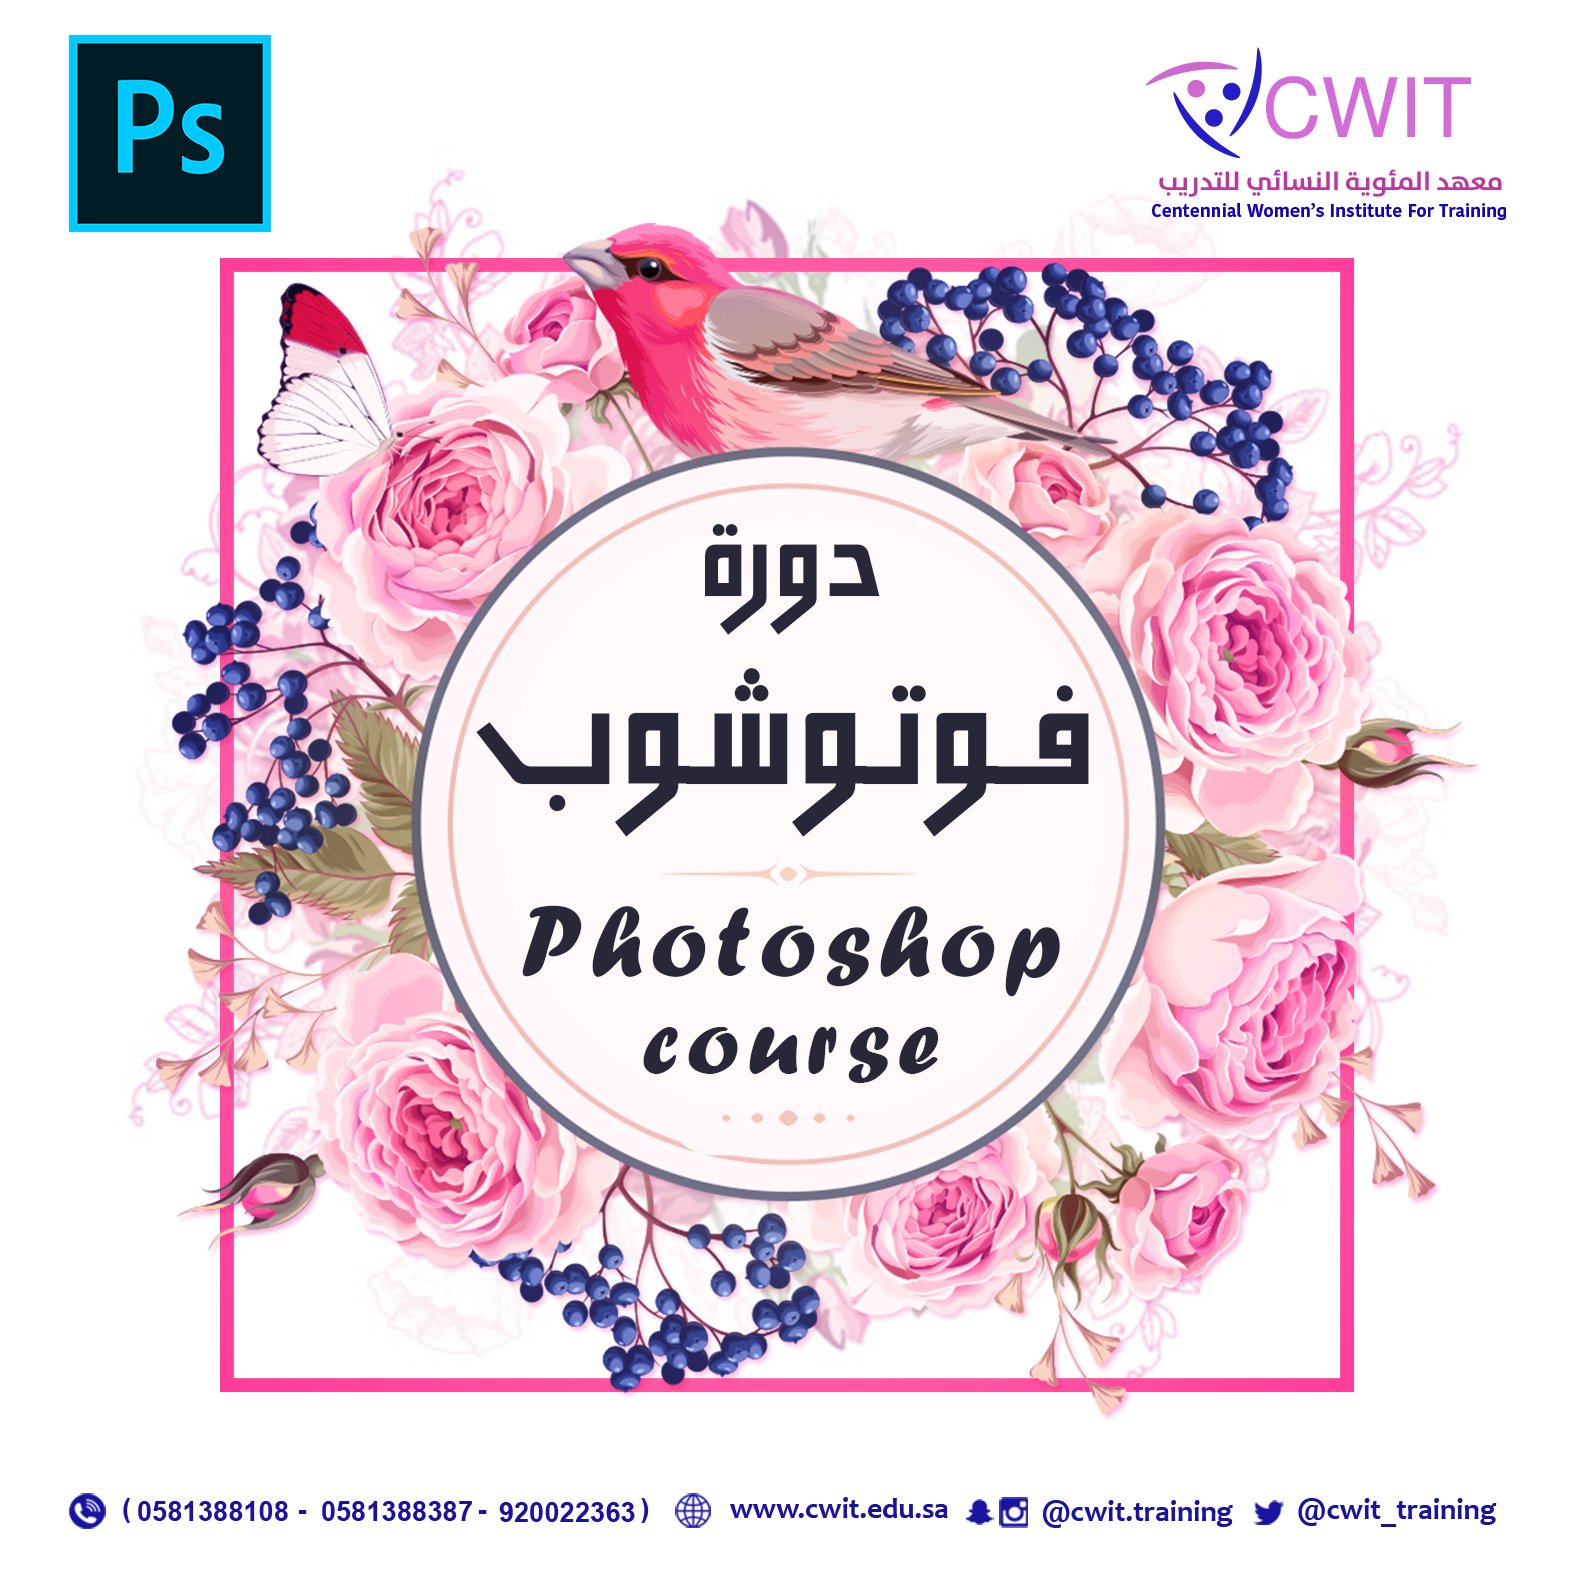 Ps
CWIT
معهد المئوية النسائي للتدريب
Centennial Women's Institute For Training
دورة
فوتوشوب
Photoshop
course
( 0581388108 - 0581388387 - 920022363 ) www.cwit.edu.sa @cwit.training @cwit_training